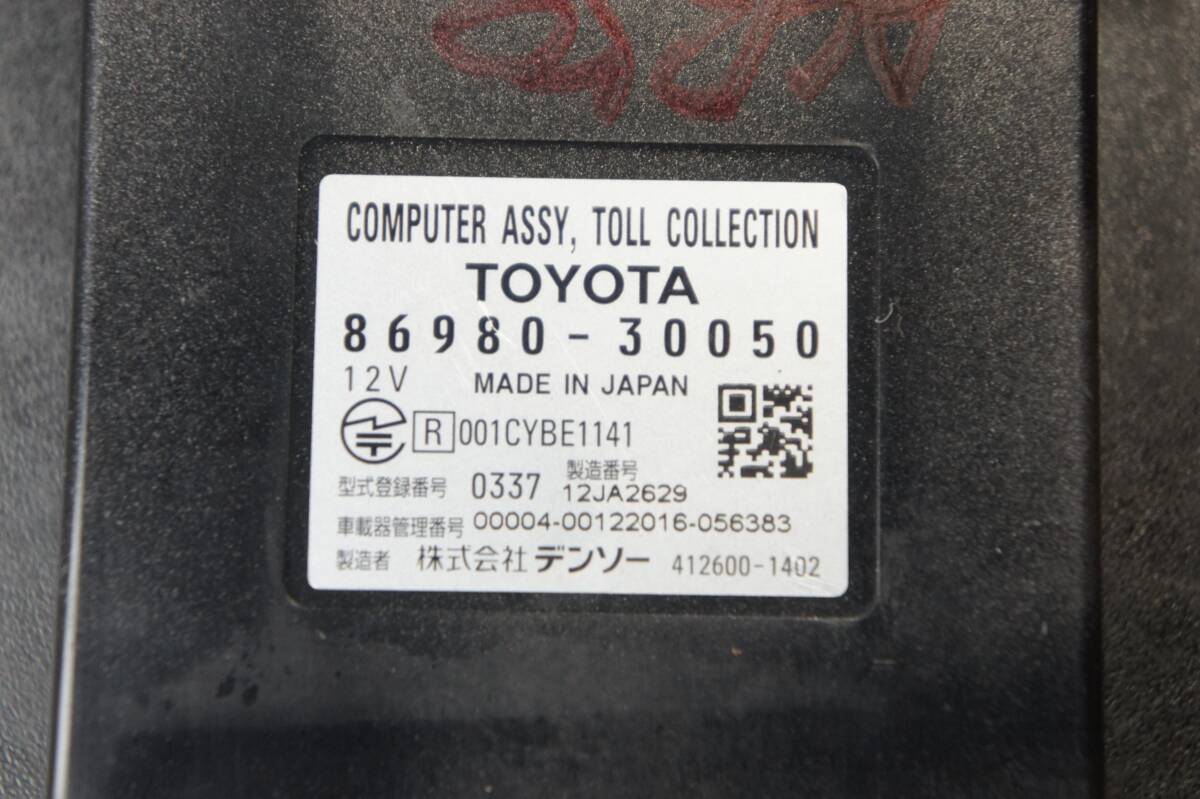 COMPUTER ASSY, TOLL COLLECTION
TOYOTA
86980-30050
12V MADE IN JAPAN
R 001CYBE1141
型式登録番号 0337 製造番号 12JA2629
車載器管理番号 00004-00122016-056383
製造者 株式会社 デンソー 412600-1402